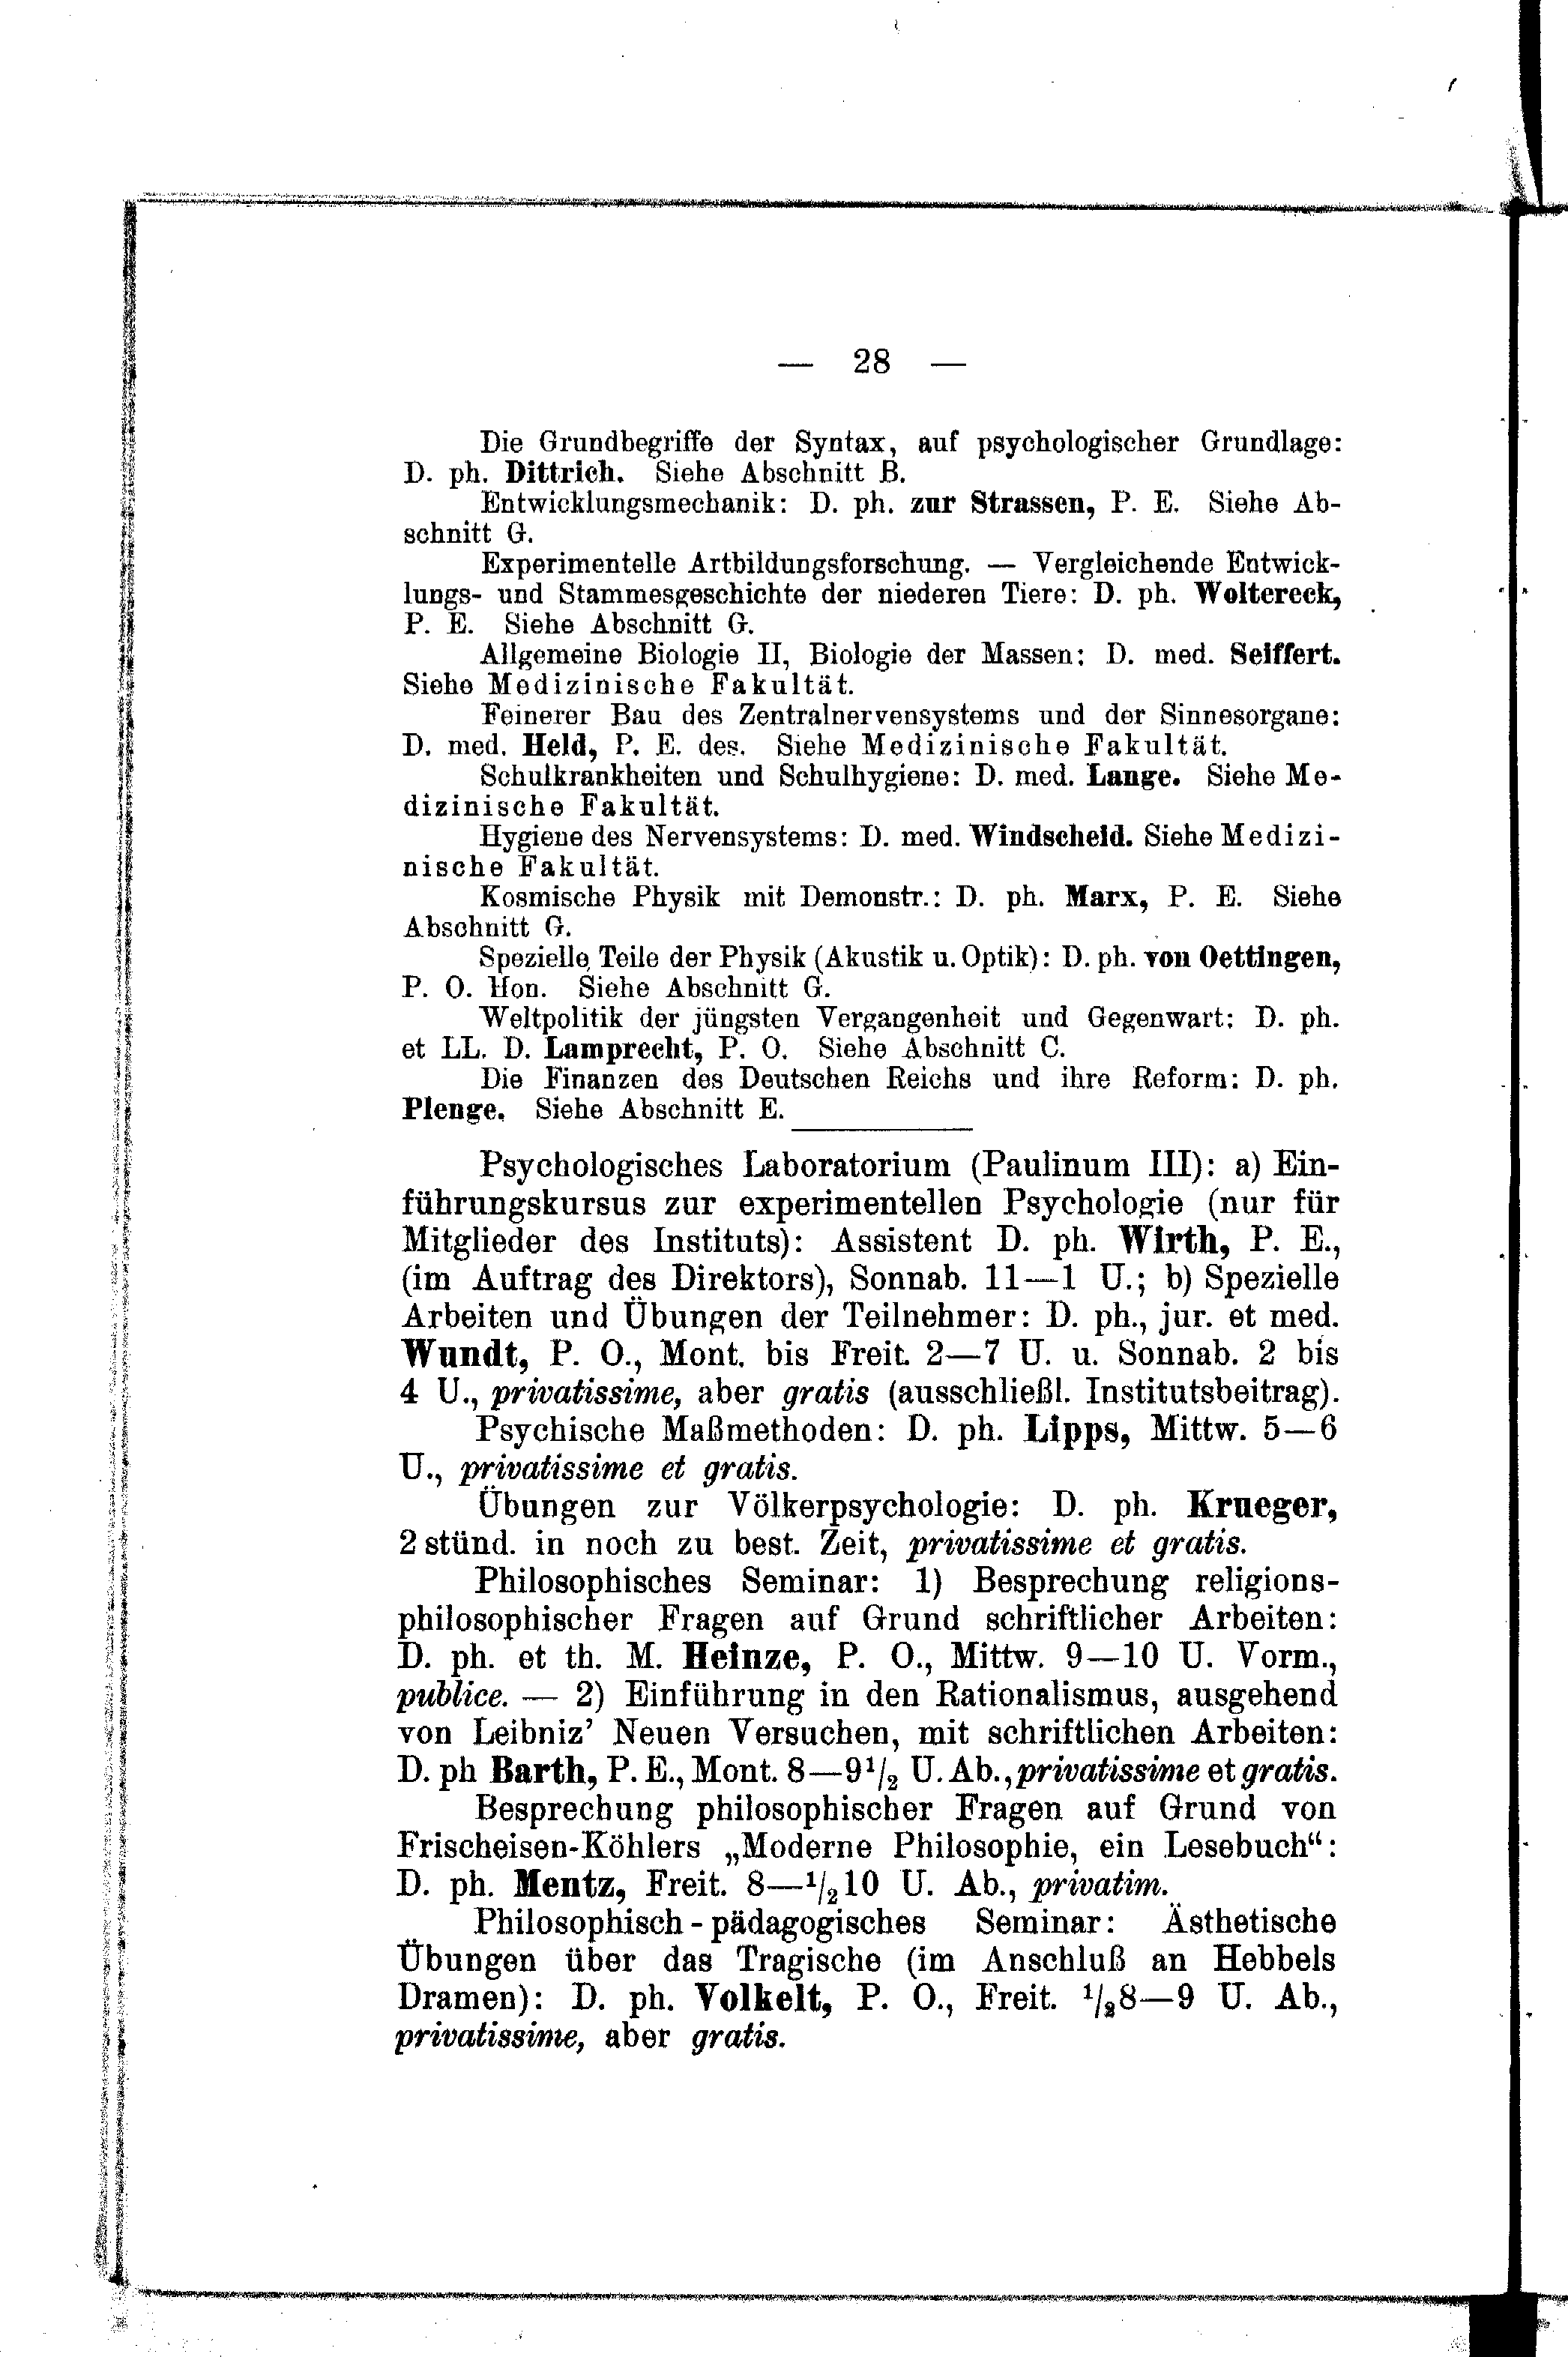 — 28 —
Die Grundbegriffe der Syntax, auf psychologischer Grundlage:
D. ph. Dittrich. Siehe Abschnitt B.
Entwicklungsmechanik: D. ph. zur Strassen, P. E. Siehe Ab-
schnitt G.
Experimentelle Artbildungsforschung. — Vergleichende Entwick-
lungs- und Stammesgeschichte der niederen Tiere: D. ph. Woltereck,
P. E. Siehe Abschnitt G.
Allgemeine Biologie II, Biologie der Massen: D. med. Seiffert.
Siehe Medizinische Fakultät.
Feinerer Bau des Zentralnervensystems und der Sinnesorgane:
D. med. Held, P. E. des. Siehe Medizinische Fakultät.
Schulkrankheiten und Schulhygiene: D. med. Lange. Siehe Me-
dizinische Fakultät.
Hygiene des Nervensystems: D. med. Windscheid. Siehe Medizi-
nische Fakultät.
Kosmische Physik mit Demonstr.: D. ph. Marx, P. E. Siehe
Abschnitt G.
Spezielle Teile der Physik (Akustik u. Optik): D. ph. von Oettingen,
P. O. Hon. Siehe Abschnitt G.
Weltpolitik der jüngsten Vergangenheit und Gegenwart: D. ph.
et LL. D. Lamprecht, P. O. Siehe Abschnitt C.
Die Finanzen des Deutschen Reichs und ihre Reform: D. ph.
Plenge. Siehe Abschnitt E.
Psychologisches Laboratorium (Paulinum III): a) Ein-
führungskursus zur experimentellen Psychologie (nur für
Mitglieder des Instituts): Assistent D. ph. Wirth, P. E.,
(im Auftrag des Direktors), Sonnab. 11—1 U.; b) Spezielle
Arbeiten und Übungen der Teilnehmer: D. ph., jur. et med.
Wundt, P. O., Mont. bis Freit. 2—7 U. u. Sonnab. 2 bis
4 U., privatissime, aber gratis (ausschließl. Institutsbeitrag).
Psychische Maßmethoden: D. ph. Lipps, Mittw. 5—6
U., privatissime et gratis.
Übungen zur Völkerpsychologie: D. ph. Krueger,
2 stünd. in noch zu best. Zeit, privatissime et gratis.
Philosophisches Seminar: 1) Besprechung religions-
philosophischer Fragen auf Grund schriftlicher Arbeiten:
D. ph. et th. M. Heinze, P. O., Mittw. 9—10 U. Vorm.,
publice. — 2) Einführung in den Rationalismus, ausgehend
von Leibniz’ Neuen Versuchen, mit schriftlichen Arbeiten:
D. ph Barth, P. E., Mont. 8—9 1/2 U. Ab., privatissime et gratis.
Besprechung philosophischer Fragen auf Grund von
Frischeisen-Köhlers „Moderne Philosophie, ein Lesebuch“:
D. ph. Mentz, Freit. 8—1/2 10 U. Ab., privatim.
Philosophisch-pädagogisches Seminar: Ästhetische
Übungen über das Tragische (im Anschluß an Hebbels
Dramen): D. ph. Volkelt, P. O., Freit. 1/2 8—9 U. Ab.,
privatissime, aber gratis.